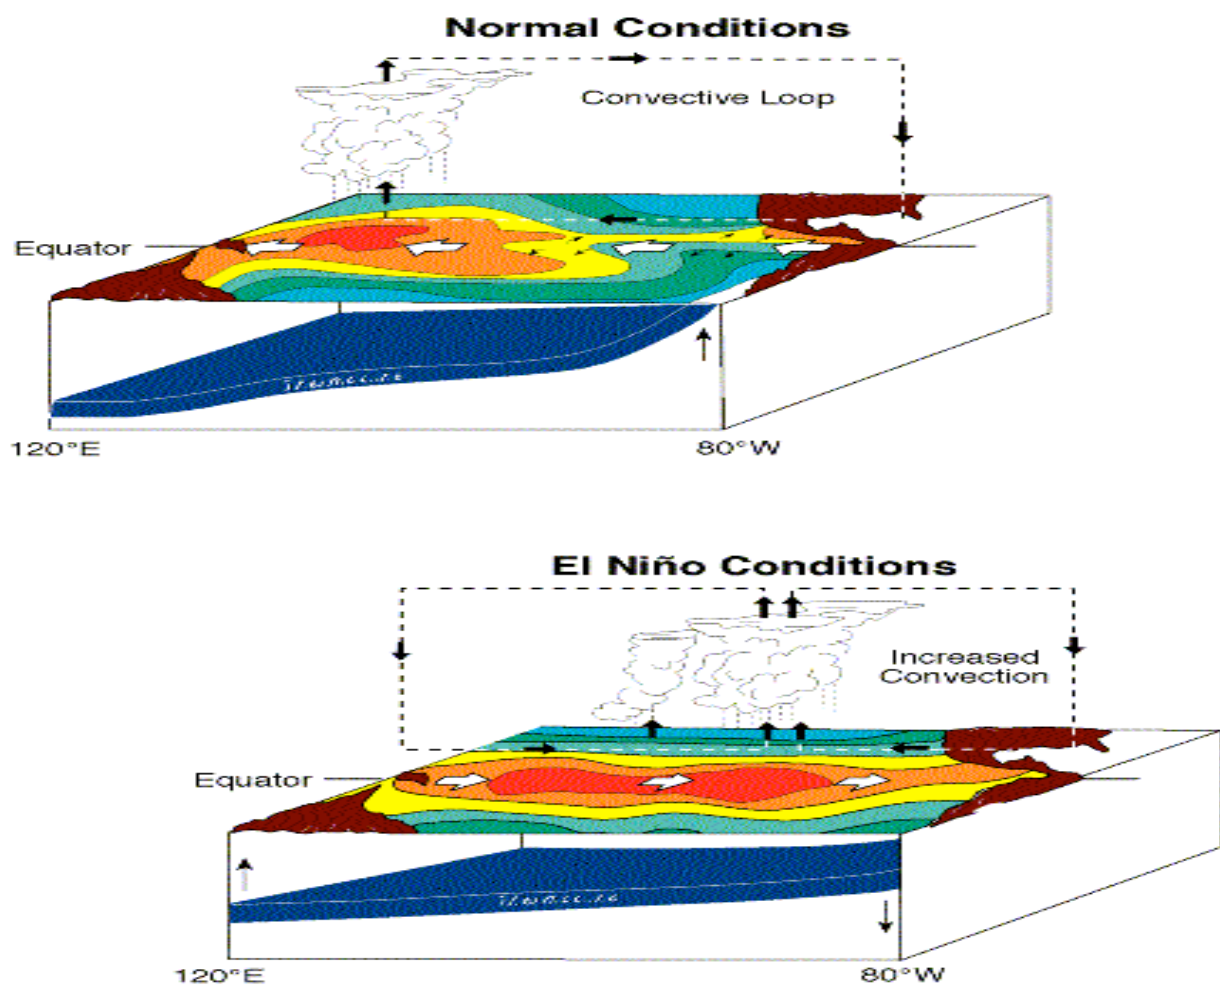 Normal Conditions
Convective Loop
Equator
120°E
80°W
El Niño Conditions
Increased
Convection
Equator
120°E
80°W